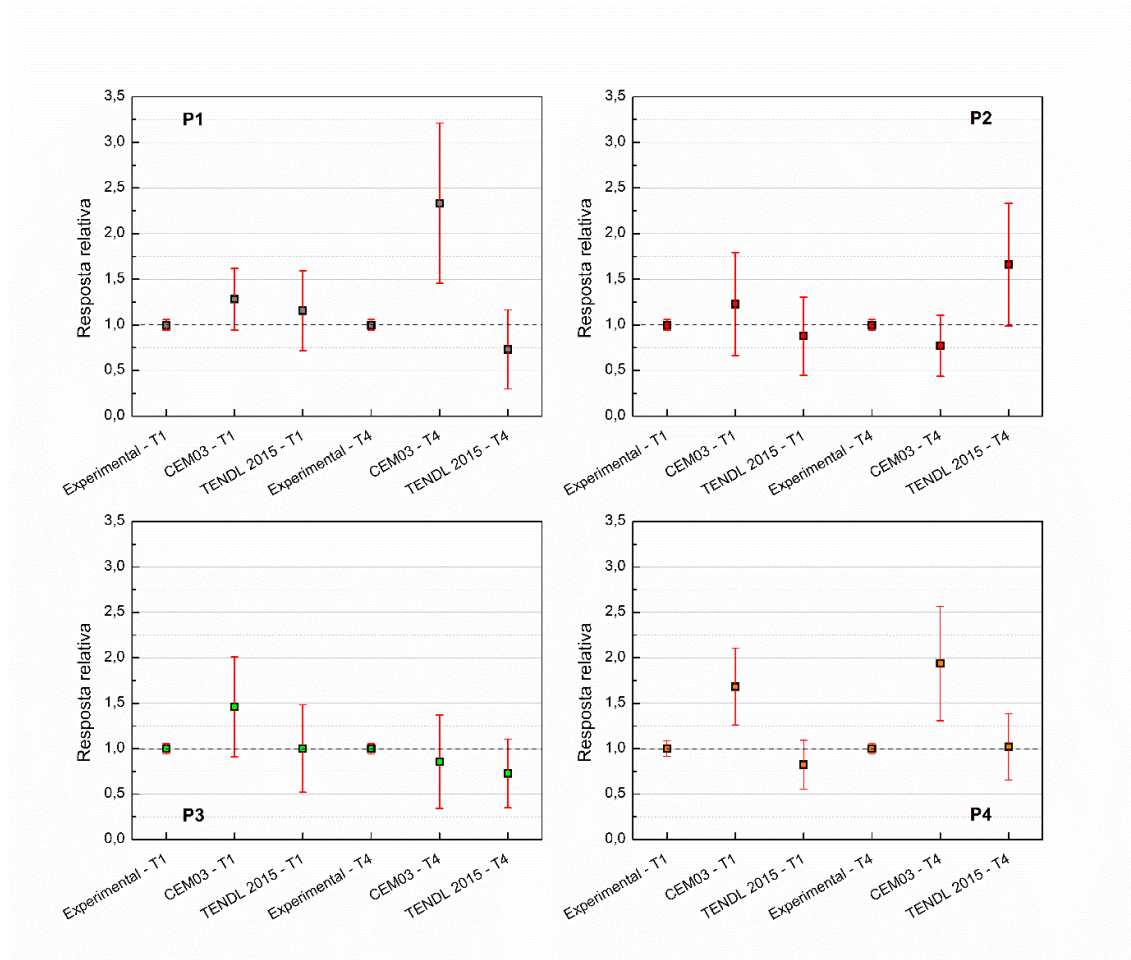 P1
Resposta relativa
3,5
3,0
2,5
2,0
1,5
1,0
0,5
0,0
Experimental - T1
CEM03 - T1
TENDL 2015 - T1
Experimental - T4
CEM03 - T4
TENDL 2015 - T4
P2
Resposta relativa
3,5
3,0
2,5
2,0
1,5
1,0
0,5
0,0
Experimental - T1
CEM03 - T1
TENDL 2015 - T1
Experimental - T4
CEM03 - T4
TENDL 2015 - T4
P3
Resposta relativa
3,5
3,0
2,5
2,0
1,5
1,0
0,5
0,0
Experimental - T1
CEM03 - T1
TENDL 2015 - T1
Experimental - T4
CEM03 - T4
TENDL 2015 - T4
P4
Resposta relativa
3,5
3,0
2,5
2,0
1,5
1,0
0,5
0,0
Experimental - T1
CEM03 - T1
TENDL 2015 - T1
Experimental - T4
CEM03 - T4
TENDL 2015 - T4